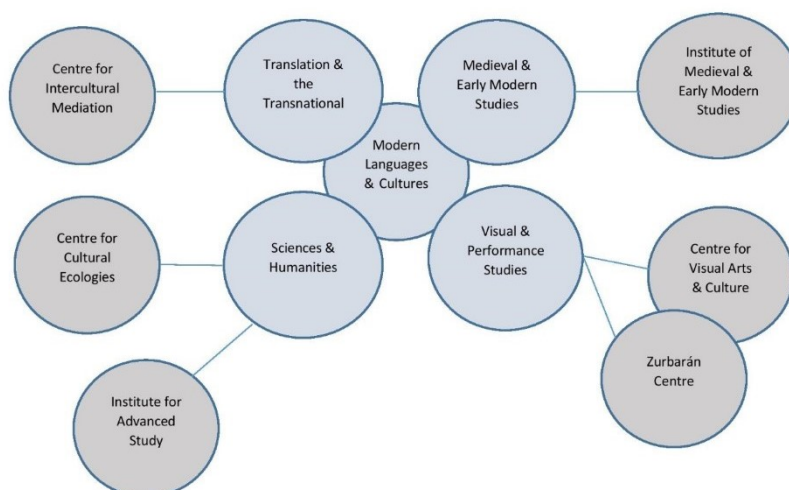 Centre for
Intercultural
Mediation
Translation &
the
Transnational
Medieval &
Early Modern
Studies
Institute of
Medieval &
Early Modern
Studies
Modern
Languages
& Cultures
Centre for
Cultural
Ecologies
Sciences &
Humanities
Visual &
Performance
Studies
Centre for
Visual Arts
& Culture
Institute for
Advanced
Study
Zurbarán
Centre